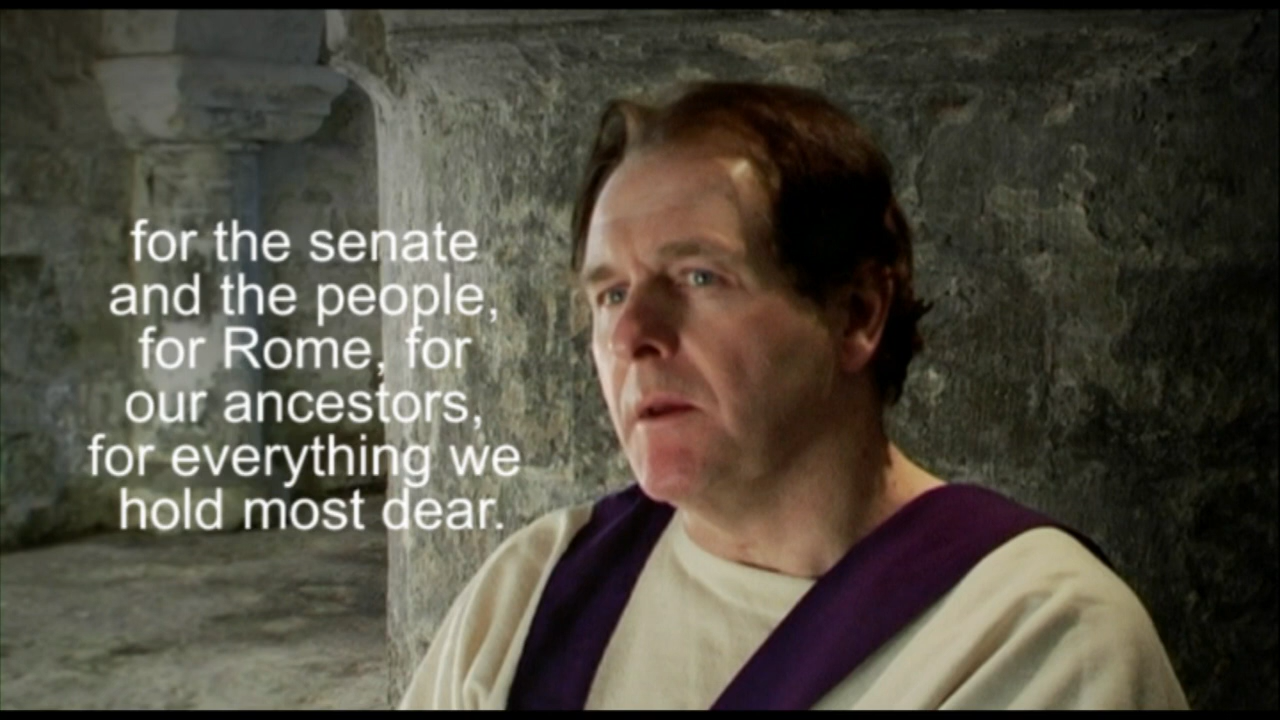 for the senate
and the people,
for Rome, for
our ancestors,
for everything we
hold most dear.